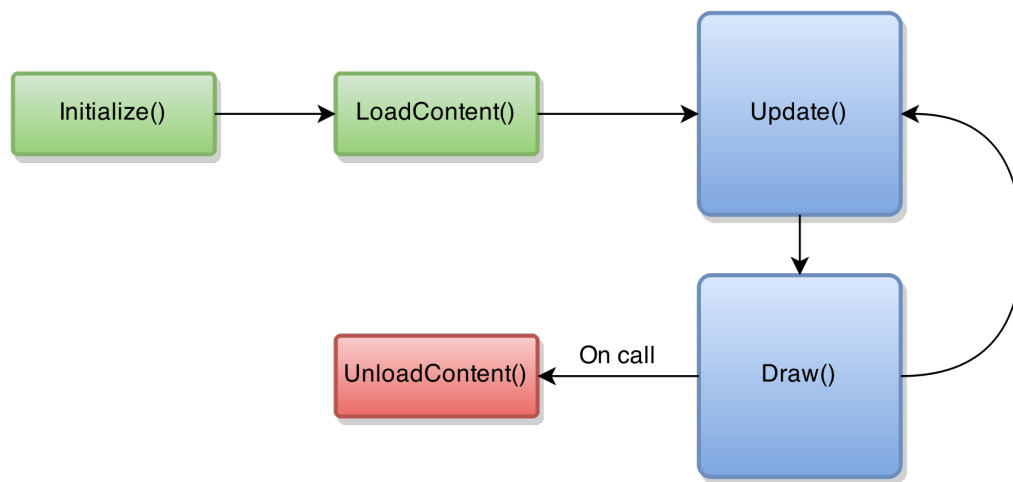 Initialize()
LoadContent()
Update()
On call
UnloadContent()
Draw()